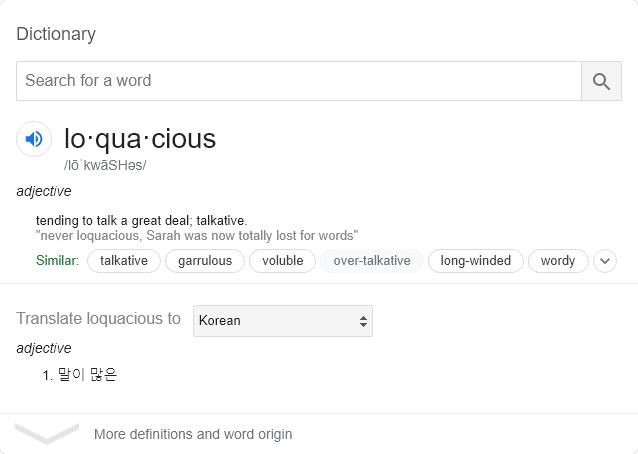 Dictionary
Search for a word
lo·qua·cious
/lōˈkwāSHəs/
adjective
tending to talk a great deal; talkative.
"never loquacious, Sarah was now totally lost for words"
Similar: talkative garrulous voluble over-talkative long-winded wordy
Translate loquacious to Korean
adjective
1. 말이 많은
More definitions and word origin